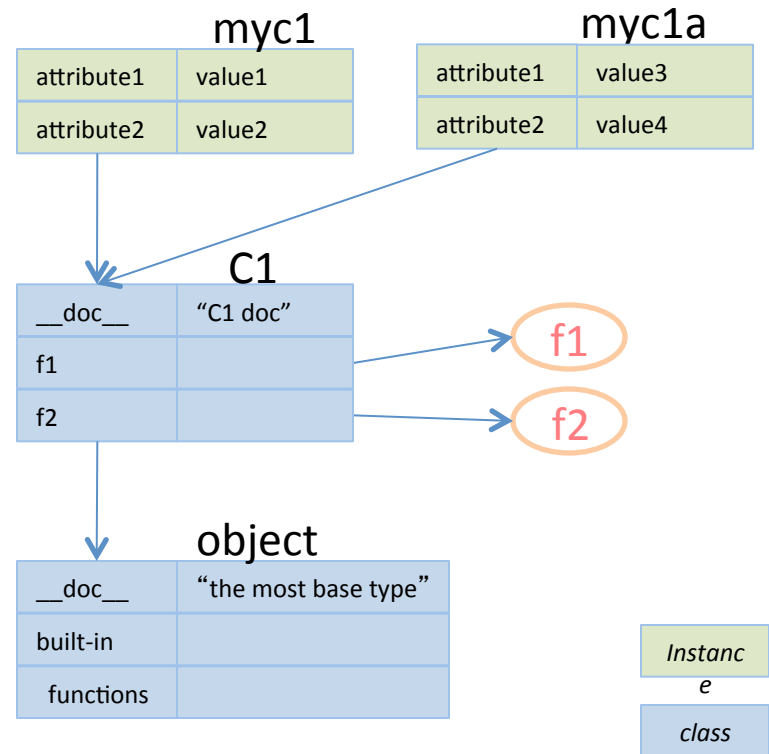 myc1
attribute1 value1
attribute2 value2
myc1a
attribute1 value3
attribute2 value4
C1
__doc__ “C1 doc”
f1
f2
f1
f2
object
__doc__ “the most base type”
built-in
functions
Instanc
e
class